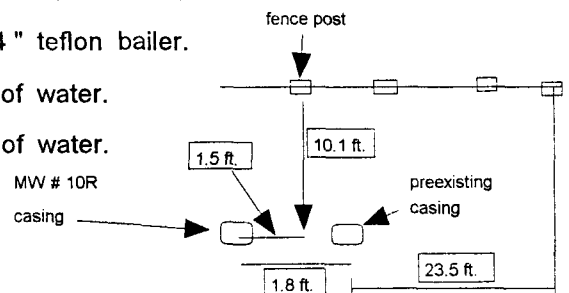 fence post
4" teflon bailer.
of water.
of water.
10.1 ft.
1.5 ft.
MW # 10R
casing
preexisting
casing
23.5 ft.
1.8 ft.